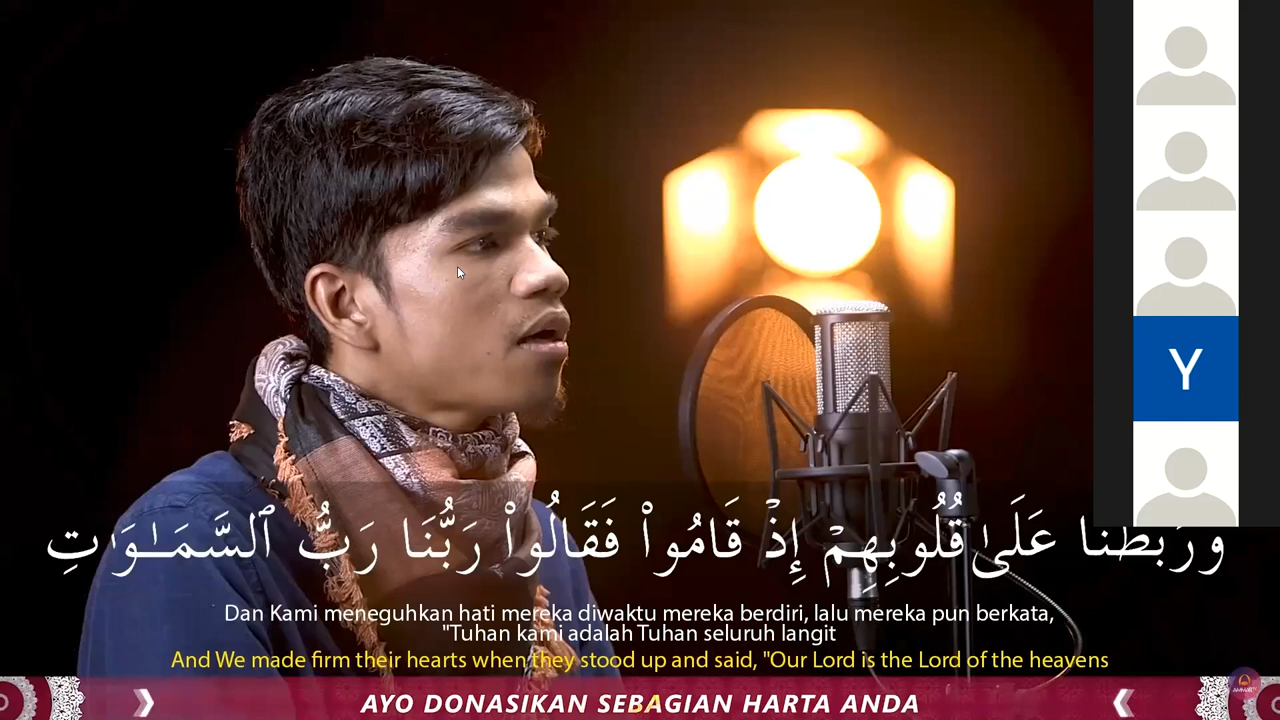 Y
وَرَبَطْنَا عَلَىٰ قُلُوبِهِمْ إِذْ قَامُوا۟ فَقَالُوا۟ رَبُّنَا رَبُّ ٱلسَّمَـٰوَٰتِ
Dan Kami meneguhkan hati mereka diwaktu mereka berdiri, lalu mereka pun berkata,
"Tuhan kami adalah Tuhan seluruh langit
And We made firm their hearts when they stood up and said, "Our Lord is the Lord of the heavens
AYO DONASIKAN SEBAGIAN HARTA ANDA